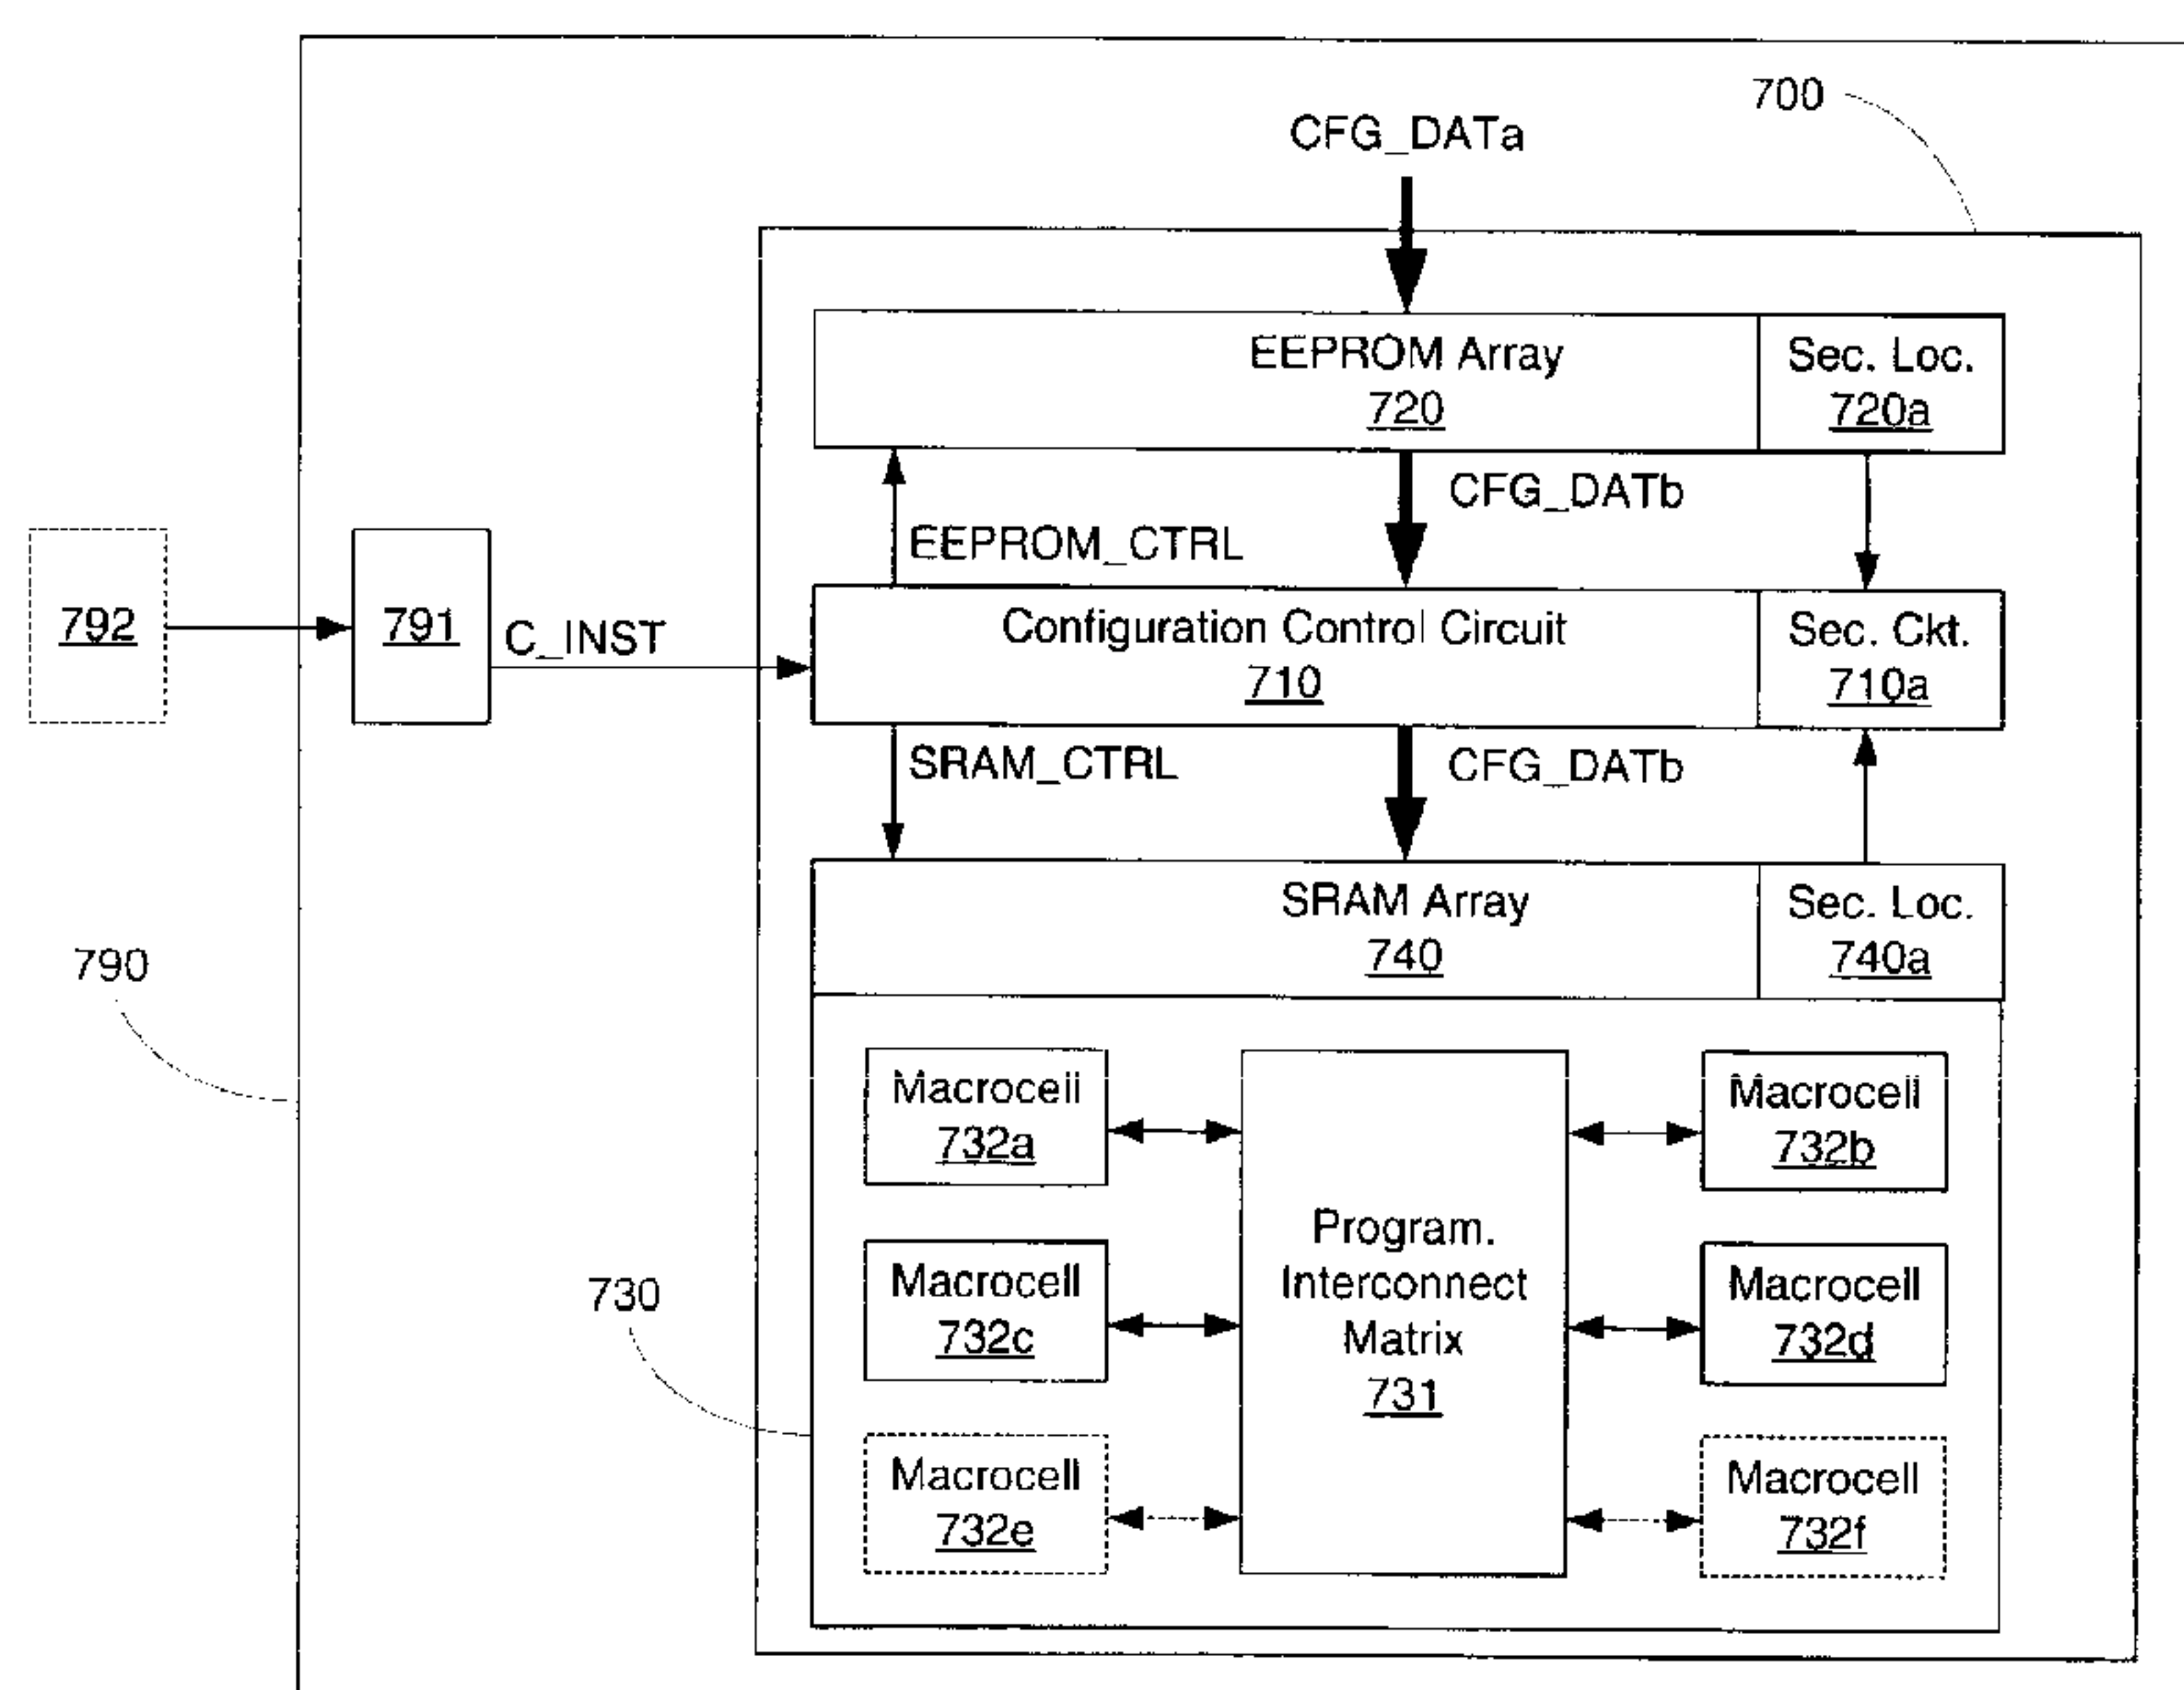 700
CFG_DATa
EEPROM Array
720
Sec. Loc.
720a
CFG_DATb
EEPROM_CTRL
792
791
C_INST
Configuration Control Circuit
710
Sec. Ckt.
710a
SRAM_CTRL
CFG_DATb
SRAM Array
740
Sec. Loc.
740a
790
Macrocell
732a
Macrocell
732b
Program.
Interconnect
Matrix
731
Macrocell
732c
Macrocell
732d
730
Macrocell
732e
Macrocell
732f